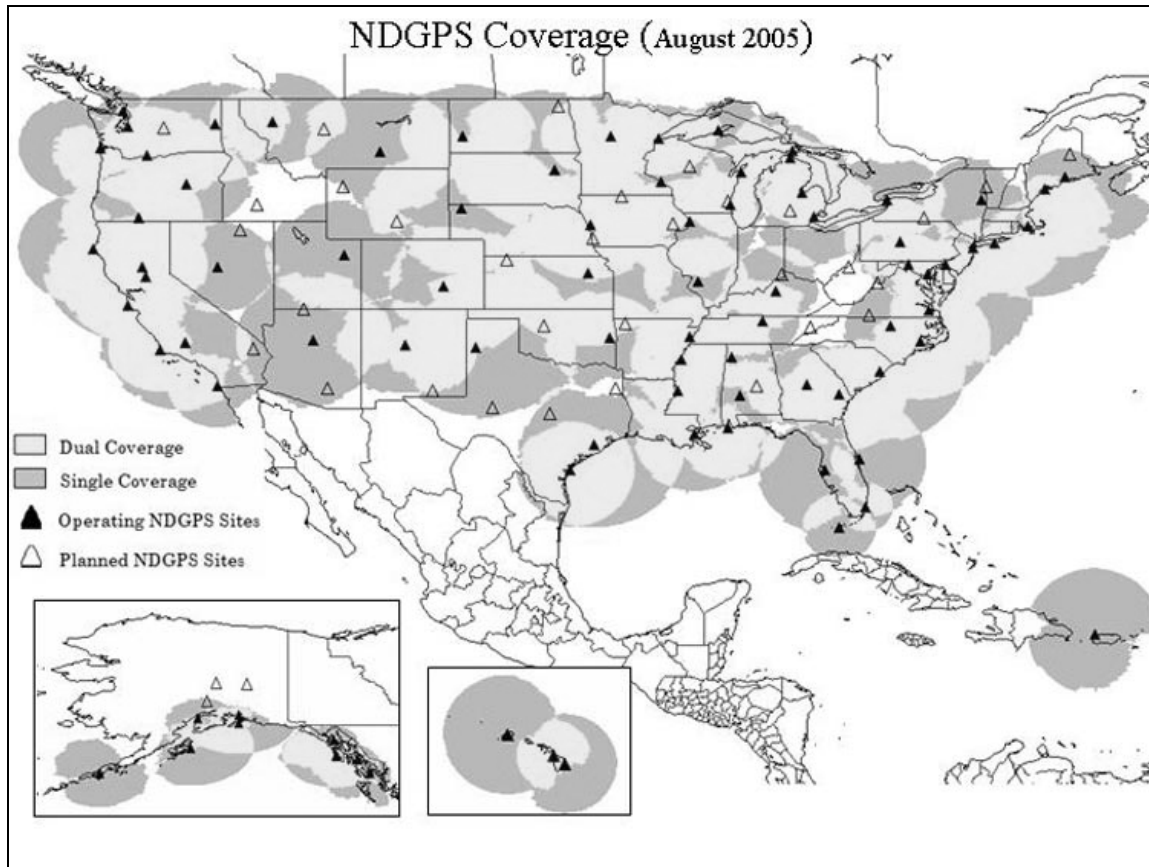 NDGPS Coverage (August 2005)
Dual Coverage
Single Coverage
Operating NDGPS Sites
Planned NDGPS Sites